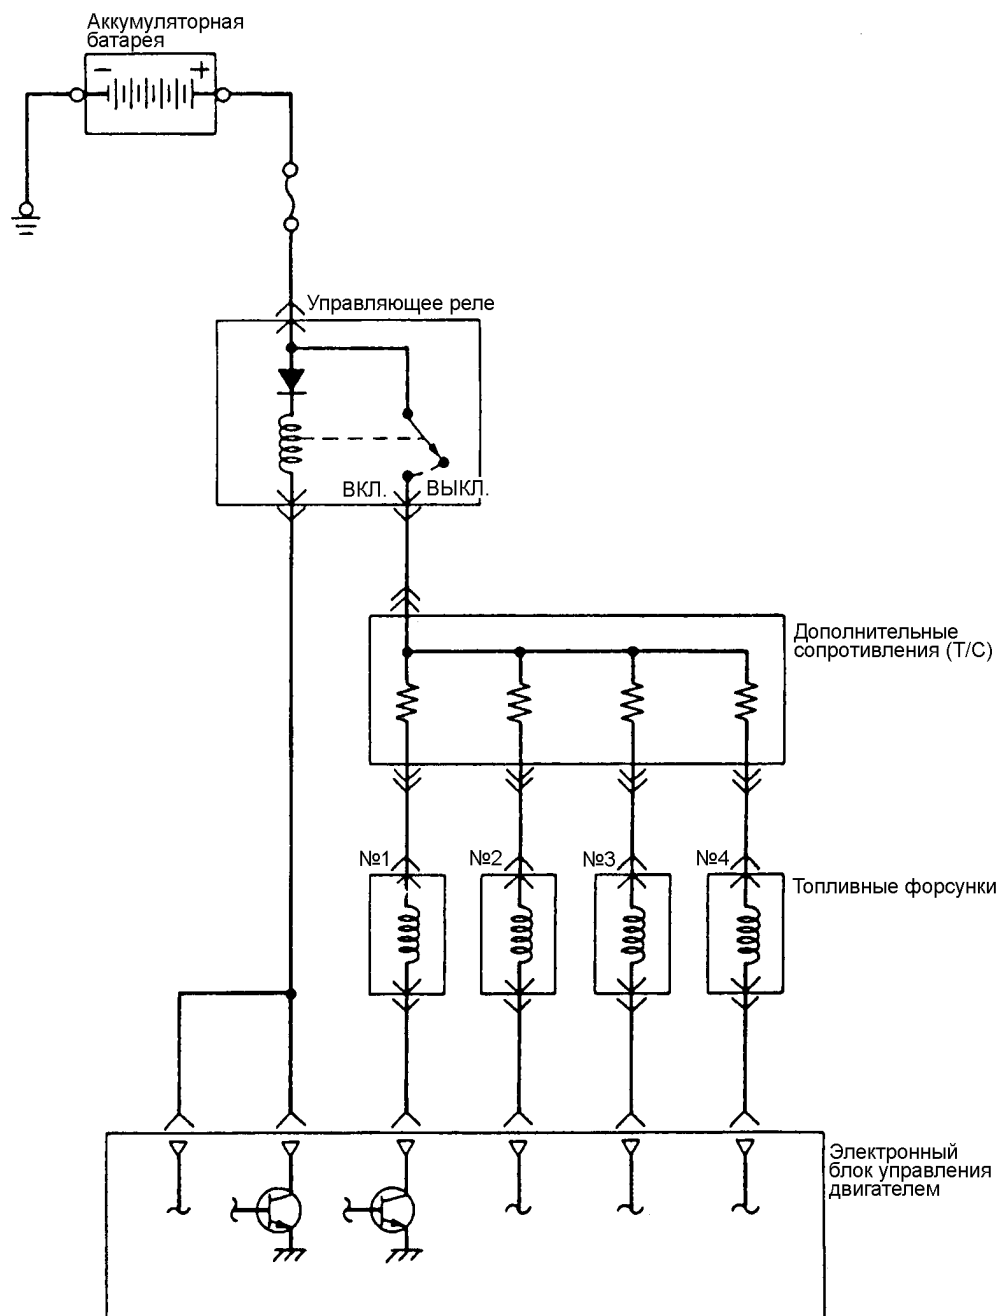 Аккумуляторная
батарея
− +
Управляющее реле
ВКЛ. ВЫКЛ.
Дополнительные
сопротивления (Т/С)
№1 №2 №3 №4
Топливные форсунки
Электронный
блок управления
двигателем